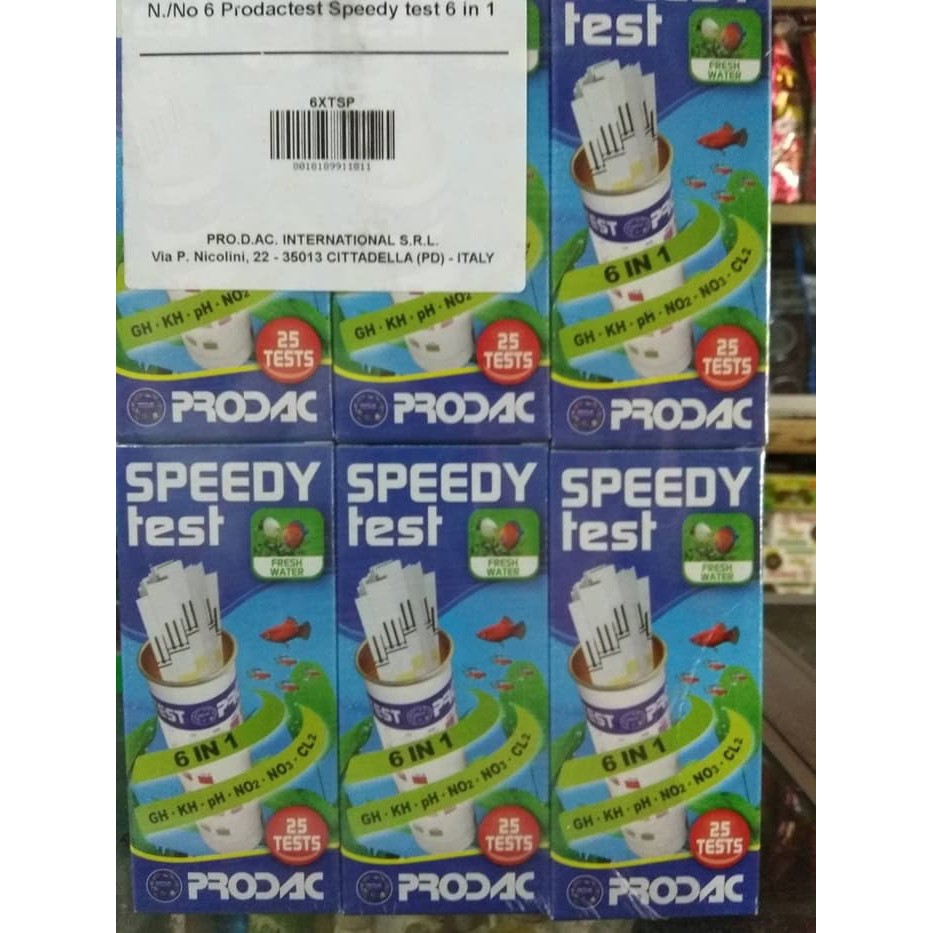 N./No 6 Prodactest Speedy test 6 in 1
6XTSP
8018189911811
PRO.D.AC. INTERNATIONAL S.R.L.
Via P. Nicolini, 22 - 35013 CITTADELLA (PD) - ITALY
GH · KH · pH · NO2
25
TESTS
PRODAC
GH · KH · pH · NO2
25
TESTS
PRODAC
test
FRESH
WATER
6 IN 1
GH · KH · pH · NO2 · NO3 · CL2
25
TESTS
PRODAC
SPEEDY
test
FRESH
WATER
6 IN 1
GH · KH · pH · NO2 · NO3 · CL2
25
TESTS
PRODAC
SPEEDY
test
FRESH
WATER
6 IN 1
GH · KH · pH · NO2 · NO3 · CL2
25
TESTS
PRODAC
SPEEDY
test
FRESH
WATER
6 IN 1
GH · KH · pH · NO2 · NO3 · CL2
25
TESTS
PRODAC